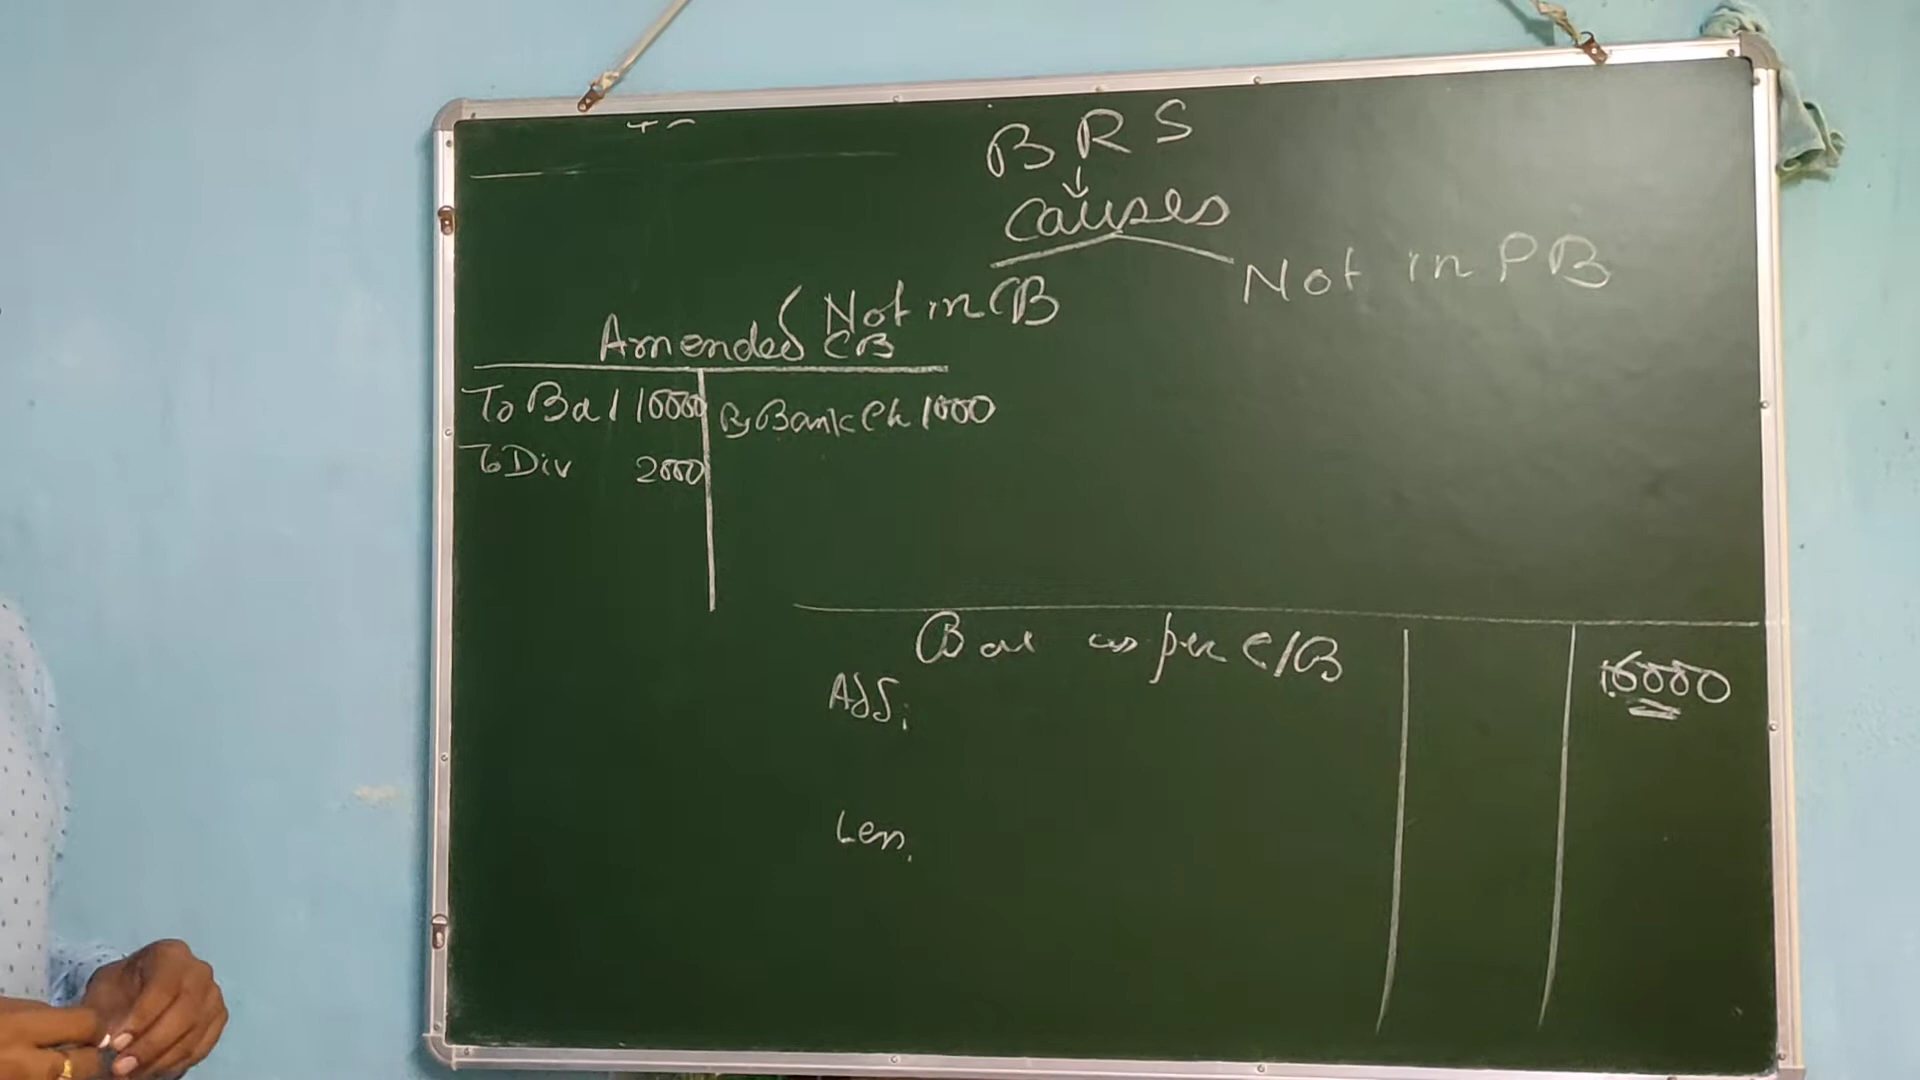 BRS
↓
Causes
Not in CB
Not in PB
Amended CB
To Bal 10000
By Bank Ch 1000
To Div 2000
Bal as per C/B
10000
Add:
Less.